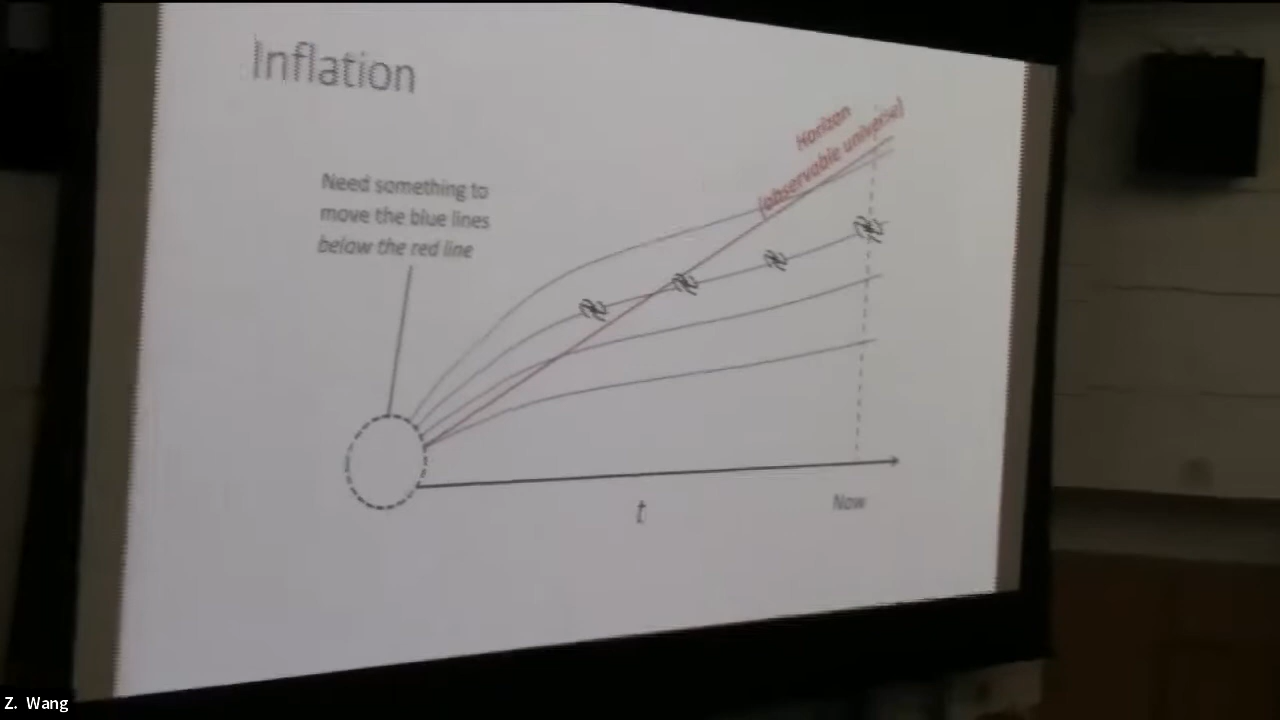 Inflation
Need something to
move the blue lines
below the red line
Horizon
(observable universe)
t
Now
Z. Wang